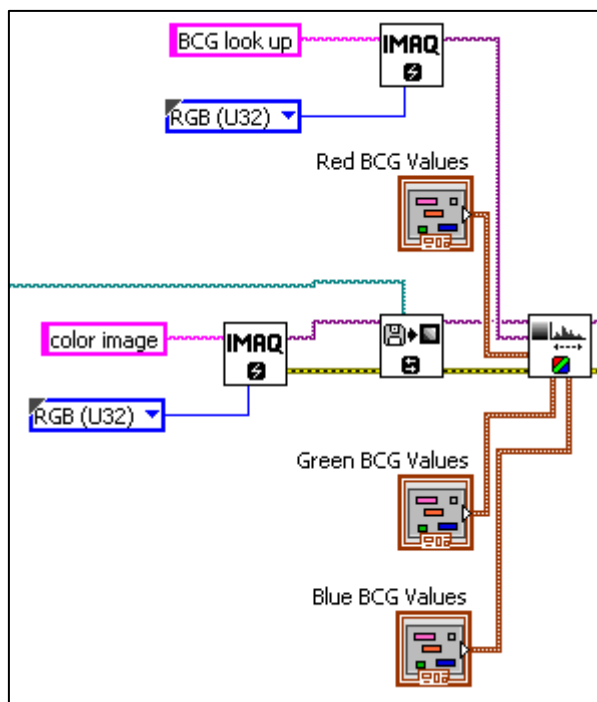 BCG look up
IMAQ
RGB (U32)
Red BCG Values
color image
IMAQ
RGB (U32)
Green BCG Values
Blue BCG Values